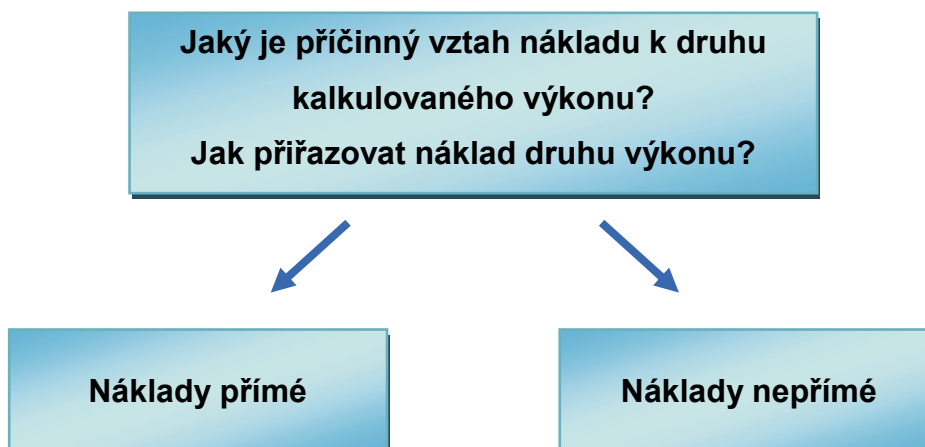 Jaký je příčinný vztah nákladu k druhu
kalkulovaného výkonu?
Jak přiřazovat náklad druhu výkonu?
Náklady přímé
Náklady nepřímé